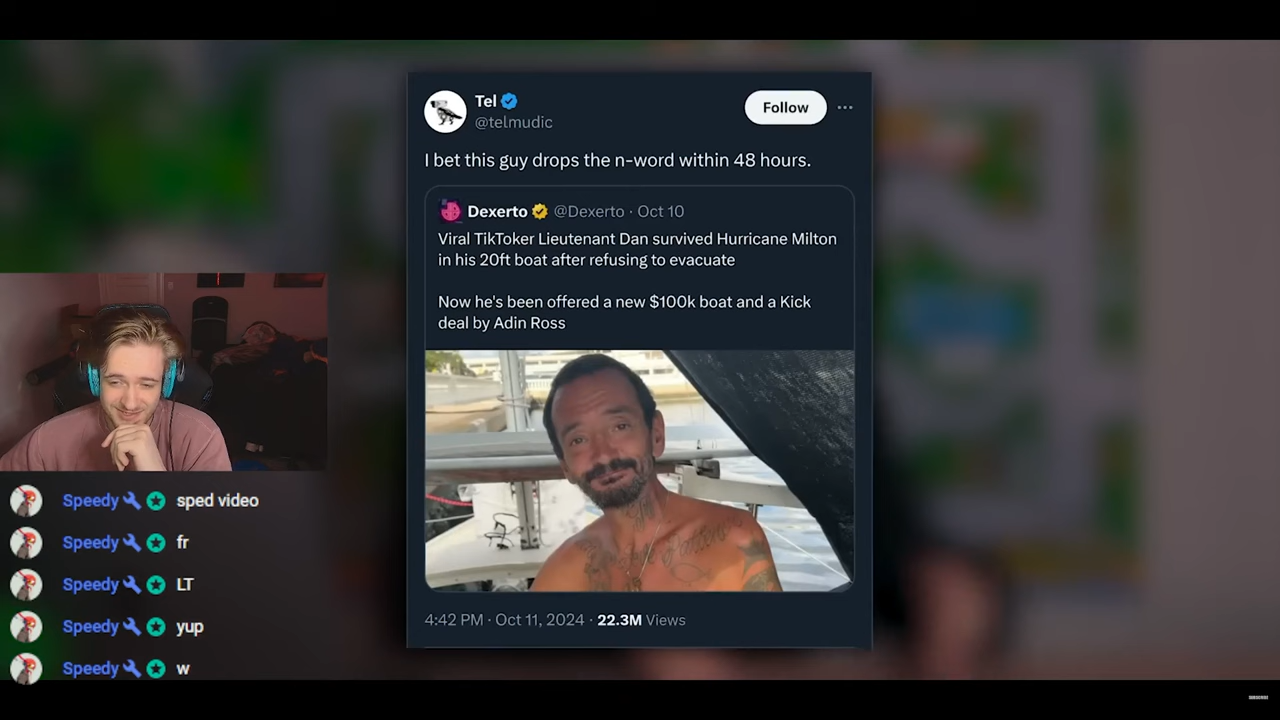 Tel
@telmudic
Follow
I bet this guy drops the n-word within 48 hours.
Dexerto @Dexerto · Oct 10
Viral TikToker Lieutenant Dan survived Hurricane Milton
in his 20ft boat after refusing to evacuate
Now he's been offered a new $100k boat and a Kick
deal by Adin Ross
4:42 PM · Oct 11, 2024 · 22.3M Views
Speedy sped video
Speedy fr
Speedy LT
Speedy yup
Speedy w
SUBSCRIBE